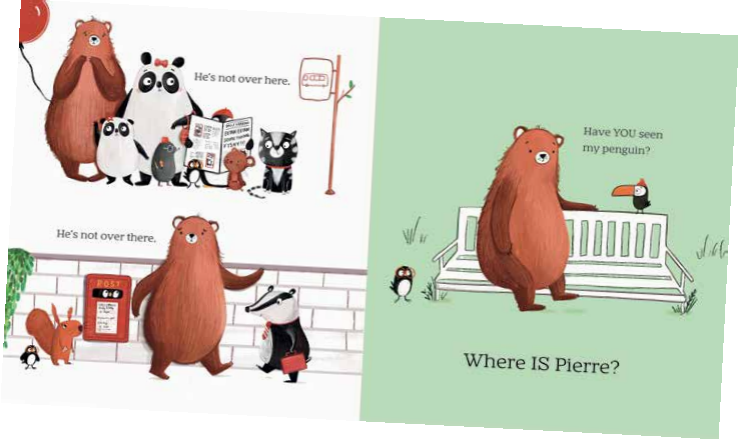 He's not over here.
He's not over there.
POST
Have YOU seen
my penguin?
Where IS Pierre?